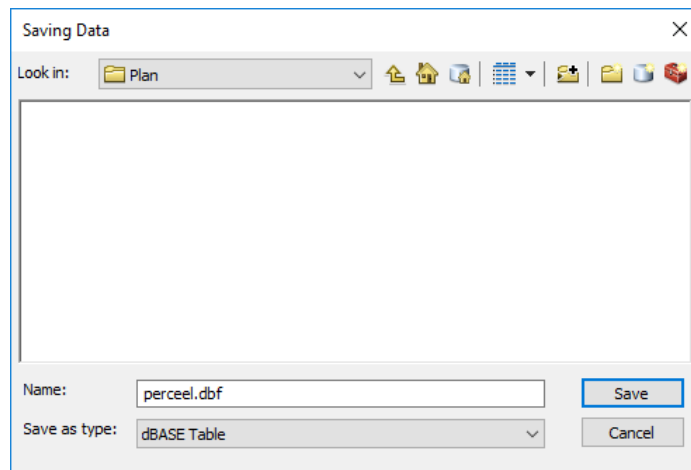 Saving Data
Look in: Plan
Name: perceel.dbf Save
Save as type: dBASE Table Cancel